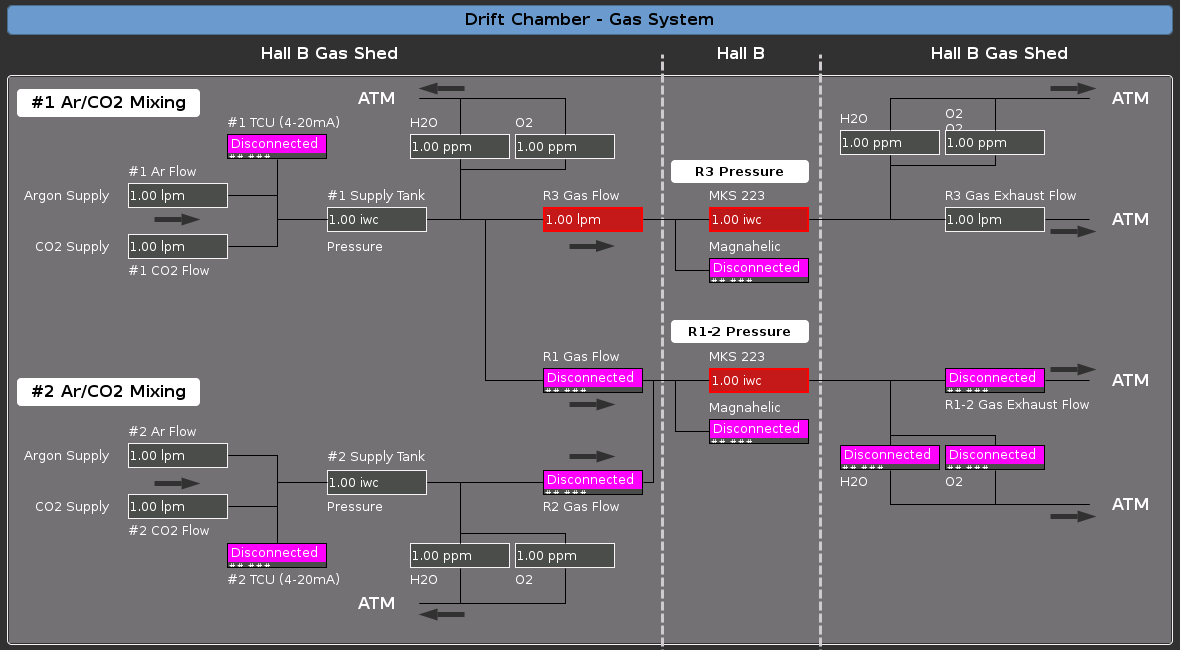 Drift Chamber - Gas System
Hall B Gas Shed
Hall B
Hall B Gas Shed
#1 Ar/CO2 Mixing
ATM
ATM
#1 TCU (4-20mA)
Disconnected
H2O
O2
1.00 ppm
1.00 ppm
H2O
O2
O2
1.00 ppm
1.00 ppm
#1 Ar Flow
Argon Supply
1.00 lpm
CO2 Supply
1.00 lpm
#1 CO2 Flow
#1 Supply Tank
1.00 iwc
Pressure
R3 Gas Flow
1.00 lpm
R3 Pressure
MKS 223
1.00 iwc
Magnahelic
Disconnected
R3 Gas Exhaust Flow
1.00 lpm
ATM
R1-2 Pressure
R1 Gas Flow
Disconnected
MKS 223
1.00 iwc
Magnahelic
Disconnected
Disconnected
R1-2 Gas Exhaust Flow
ATM
#2 Ar/CO2 Mixing
#2 Ar Flow
Argon Supply
1.00 lpm
CO2 Supply
1.00 lpm
#2 CO2 Flow
#2 Supply Tank
1.00 iwc
Pressure
Disconnected
R2 Gas Flow
Disconnected
Disconnected
H2O
O2
ATM
Disconnected
#2 TCU (4-20mA)
1.00 ppm
1.00 ppm
H2O
O2
ATM